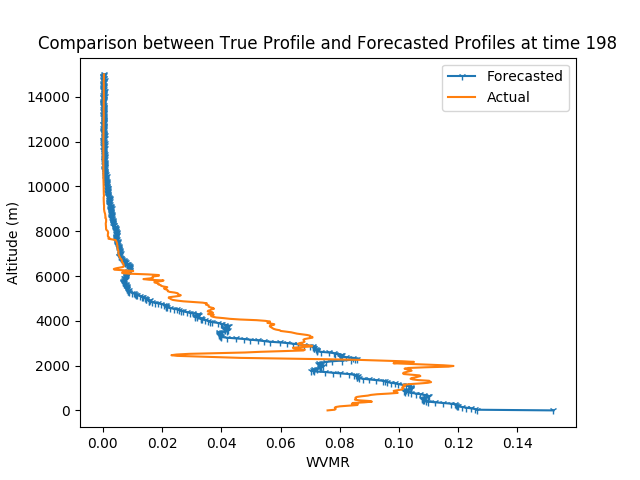 Comparison between True Profile and Forecasted Profiles at time 198
Forecasted
Actual
Altitude (m)
14000
12000
10000
8000
6000
4000
2000
0
0.00 0.02 0.04 0.06 0.08 0.10 0.12 0.14
WVMR